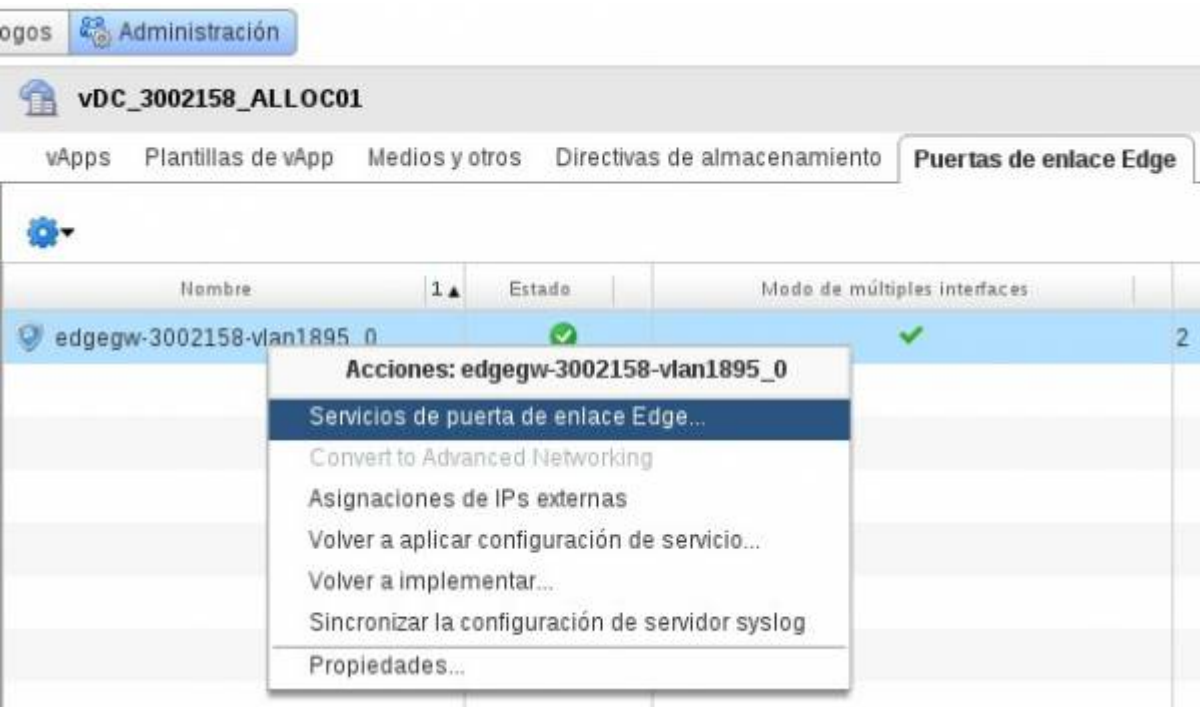 ogos Administración
vDC_3002158_ALLOC01
vApps Plantillas de vApp Medios y otros Directivas de almacenamiento Puertas de enlace Edge
Nombre 1 Estado Modo de múltiples interfaces
edgegw-3002158-vlan1895_0 2
Acciones: edgegw-3002158-vlan1895_0
Servicios de puerta de enlace Edge...
Convert to Advanced Networking
Asignaciones de IPs externas
Volver a aplicar configuración de servicio...
Volver a implementar...
Sincronizar la configuración de servidor syslog
Propiedades...